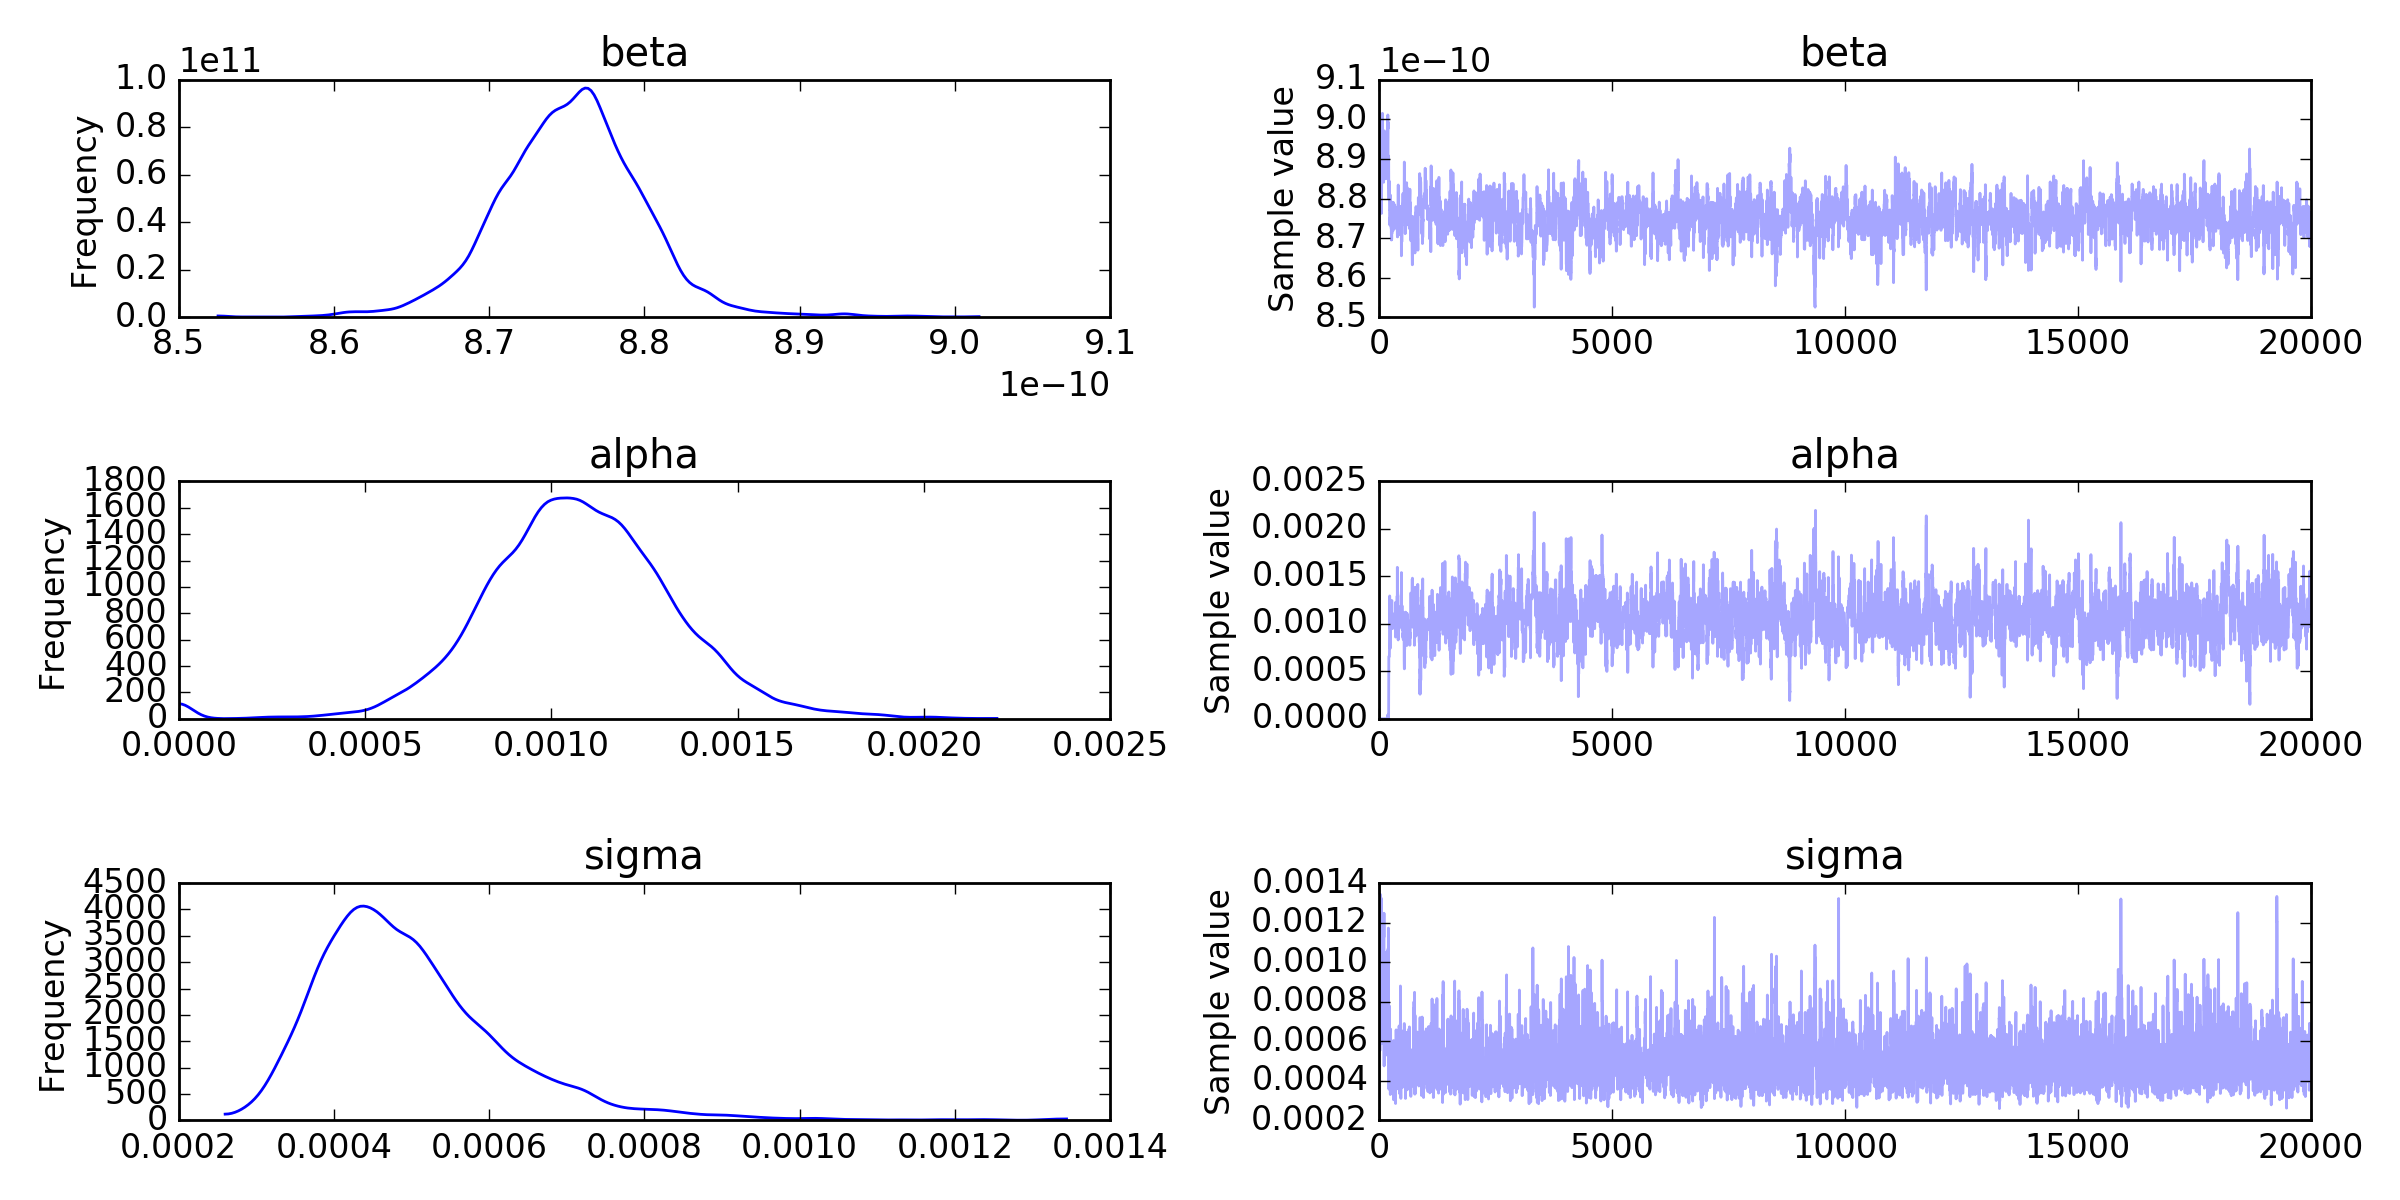 beta
1e11
Frequency
1.0
0.8
0.6
0.4
0.2
0.0
8.5 8.6 8.7 8.8 8.9 9.0 9.1
1e−10
beta
1e−10
Sample value
9.1
9.0
8.9
8.8
8.7
8.6
8.5
0 5000 10000 15000 20000
alpha
Frequency
1800
1600
1400
1200
1000
800
600
400
200
0
0.0000 0.0005 0.0010 0.0015 0.0020 0.0025
alpha
Sample value
0.0025
0.0020
0.0015
0.0010
0.0005
0.0000
0 5000 10000 15000 20000
sigma
Frequency
4500
4000
3500
3000
2500
2000
1500
1000
500
0
0.0002 0.0004 0.0006 0.0008 0.0010 0.0012 0.0014
sigma
Sample value
0.0014
0.0012
0.0010
0.0008
0.0006
0.0004
0.0002
0 5000 10000 15000 20000